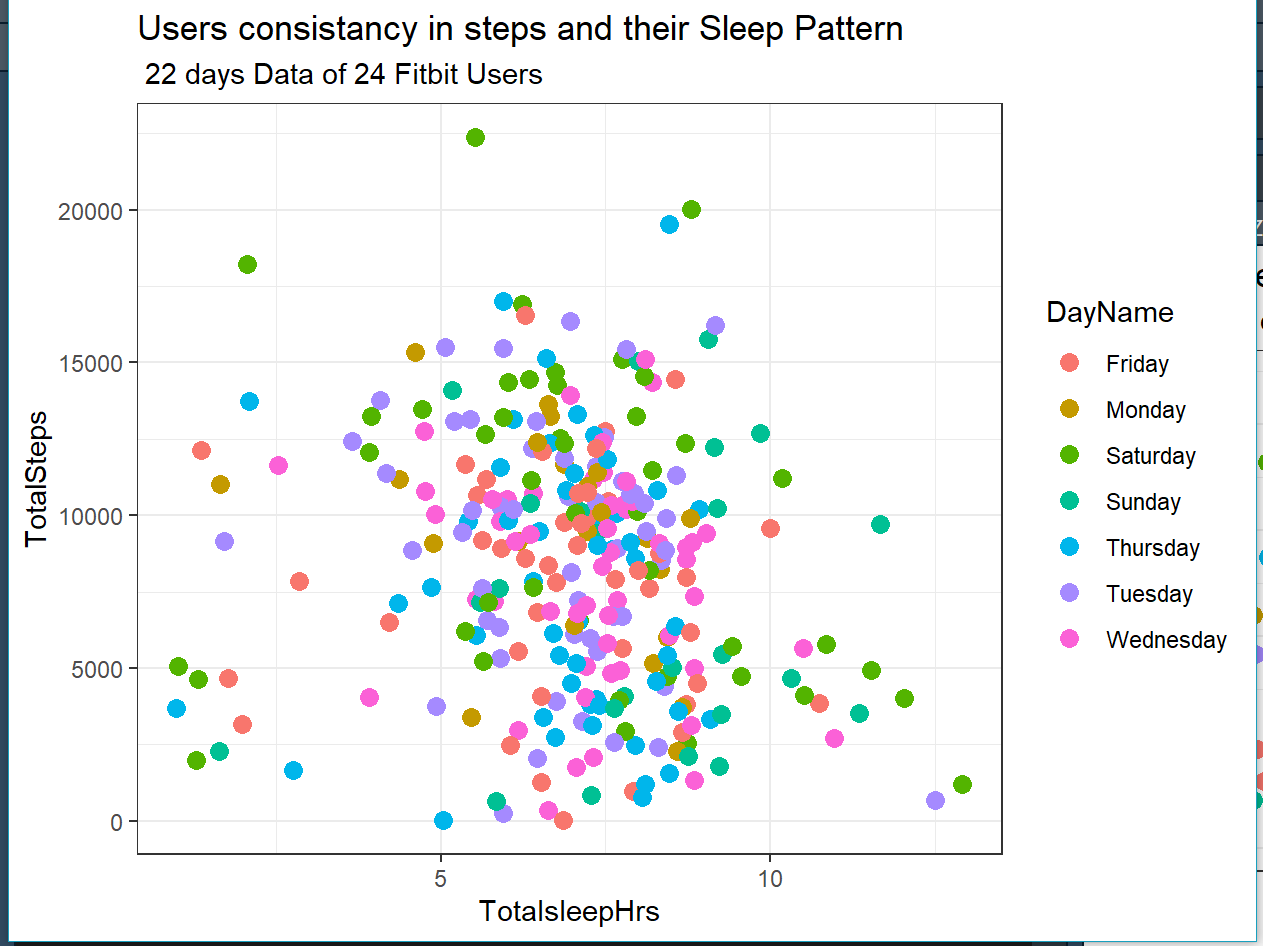 Users consistancy in steps and their Sleep Pattern
22 days Data of 24 Fitbit Users
20000
15000
10000
5000
0
TotalSteps
5 10
TotalsleepHrs
DayName
Friday
Monday
Saturday
Sunday
Thursday
Tuesday
Wednesday